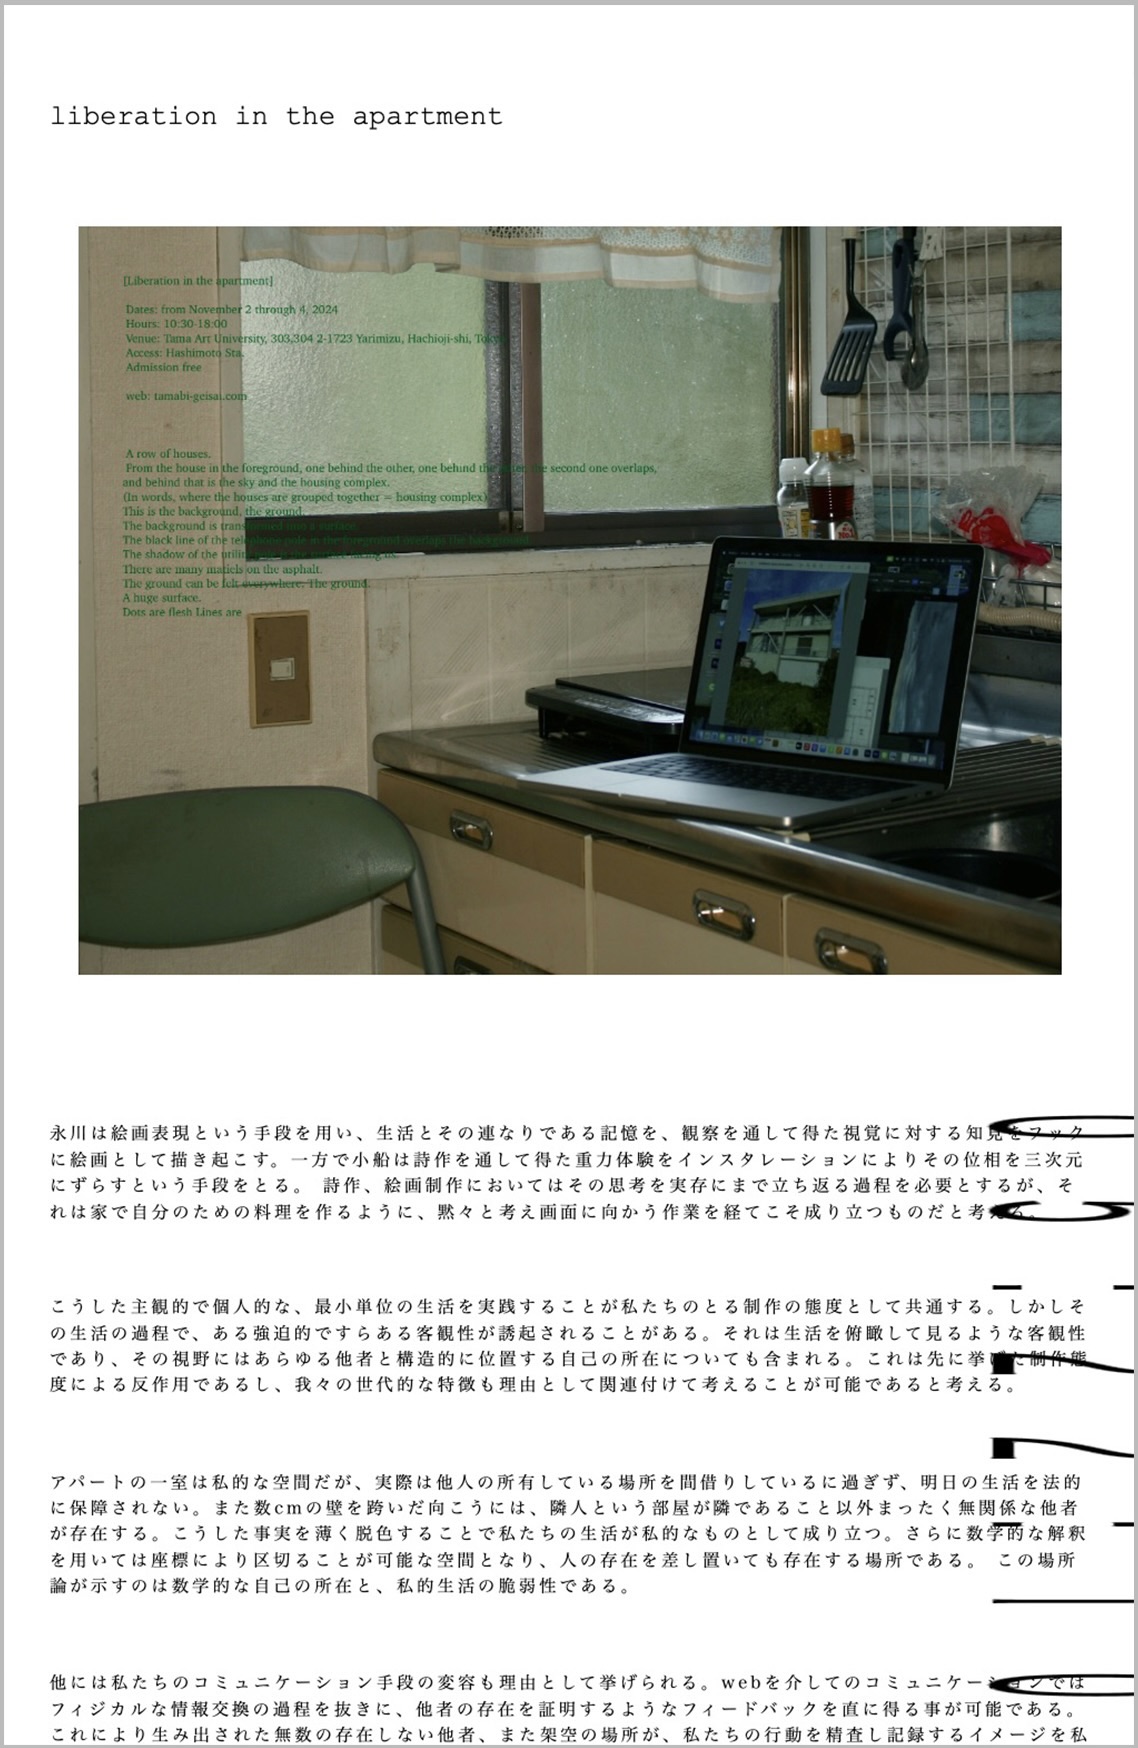 liberation in the apartment
[Liberation in the apartment]
Dates: from November 2 through 4, 2024
Hours: 10:30-18:00
Venue: Tama Art University, 303,304 2-1723 Yarimizu, Hachioji-shi, Tokyo
Access: Hashimoto Sta.
Admission free
web: tamabi-geisai.com
A row of houses.
From the house in the foreground, one behind the other, one behind the other, the second one overlaps,
and behind that is the sky and the housing complex.
(In words, where the houses are grouped together = housing complex)
This is the background, the ground.
The background is transformed into a surface.
The black line of the telephone pole in the foreground overlaps the background.
The shadow of the utility pole is the surface facing us.
There are many matiels on the asphalt.
The ground can be felt everywhere. The ground.
A huge surface.
Dots are flesh Lines are
永川は絵画表現という手段を用い、生活とその連なりである記憶を、観察を通して得た視覚に対する知見をフック
に絵画として描き起こす。一方で小船は詩作を通して得た重力体験をインスタレーションによりその位相を三次元
にずらすという手段をとる。 詩作、絵画制作においてはその思考を実存にまで立ち返る過程を必要とするが、そ
れは家で自分のための料理を作るように、黙々と考え画面に向かう作業を経てこそ成り立つものだと考える。
こうした主観的で個人的な、最小単位の生活を実践することが私たちのとる制作の態度として共通する。しかしそ
の生活の過程で、ある強迫的ですらある客観性が誘起されることがある。それは生活を俯瞰して見るような客観性
であり、その視野にはあらゆる他者と構造的に位置する自己の所在についても含まれる。これは先に挙げた制作態
度による反作用であるし、我々の世代的な特徴も理由として関連付けて考えることが可能であると考える。
アパートの一室は私的な空間だが、実際は他人の所有している場所を間借りしているに過ぎず、明日の生活を法的
に保障されない。また数cmの壁を跨いだ向こうには、隣人という部屋が隣であること以外まったく無関係な他者
が存在する。こうした事実を薄く脱色することで私たちの生活が私的なものとして成り立つ。さらに数学的な解釈
を用いては座標により区切ることが可能な空間となり、人の存在を差し置いても存在する場所である。 この場所
論が示すのは数学的な自己の所在と、私的生活の脆弱性である。
他には私たちのコミュニケーション手段の変容も理由として挙げられる。webを介してのコミュニケーションでは
フィジカルな情報交換の過程を抜きに、他者の存在を証明するようなフィードバックを直に得る事が可能である。
これにより生み出された無数の存在しない他者、また架空の場所が、私たちの行動を精査し記録するイメージを私